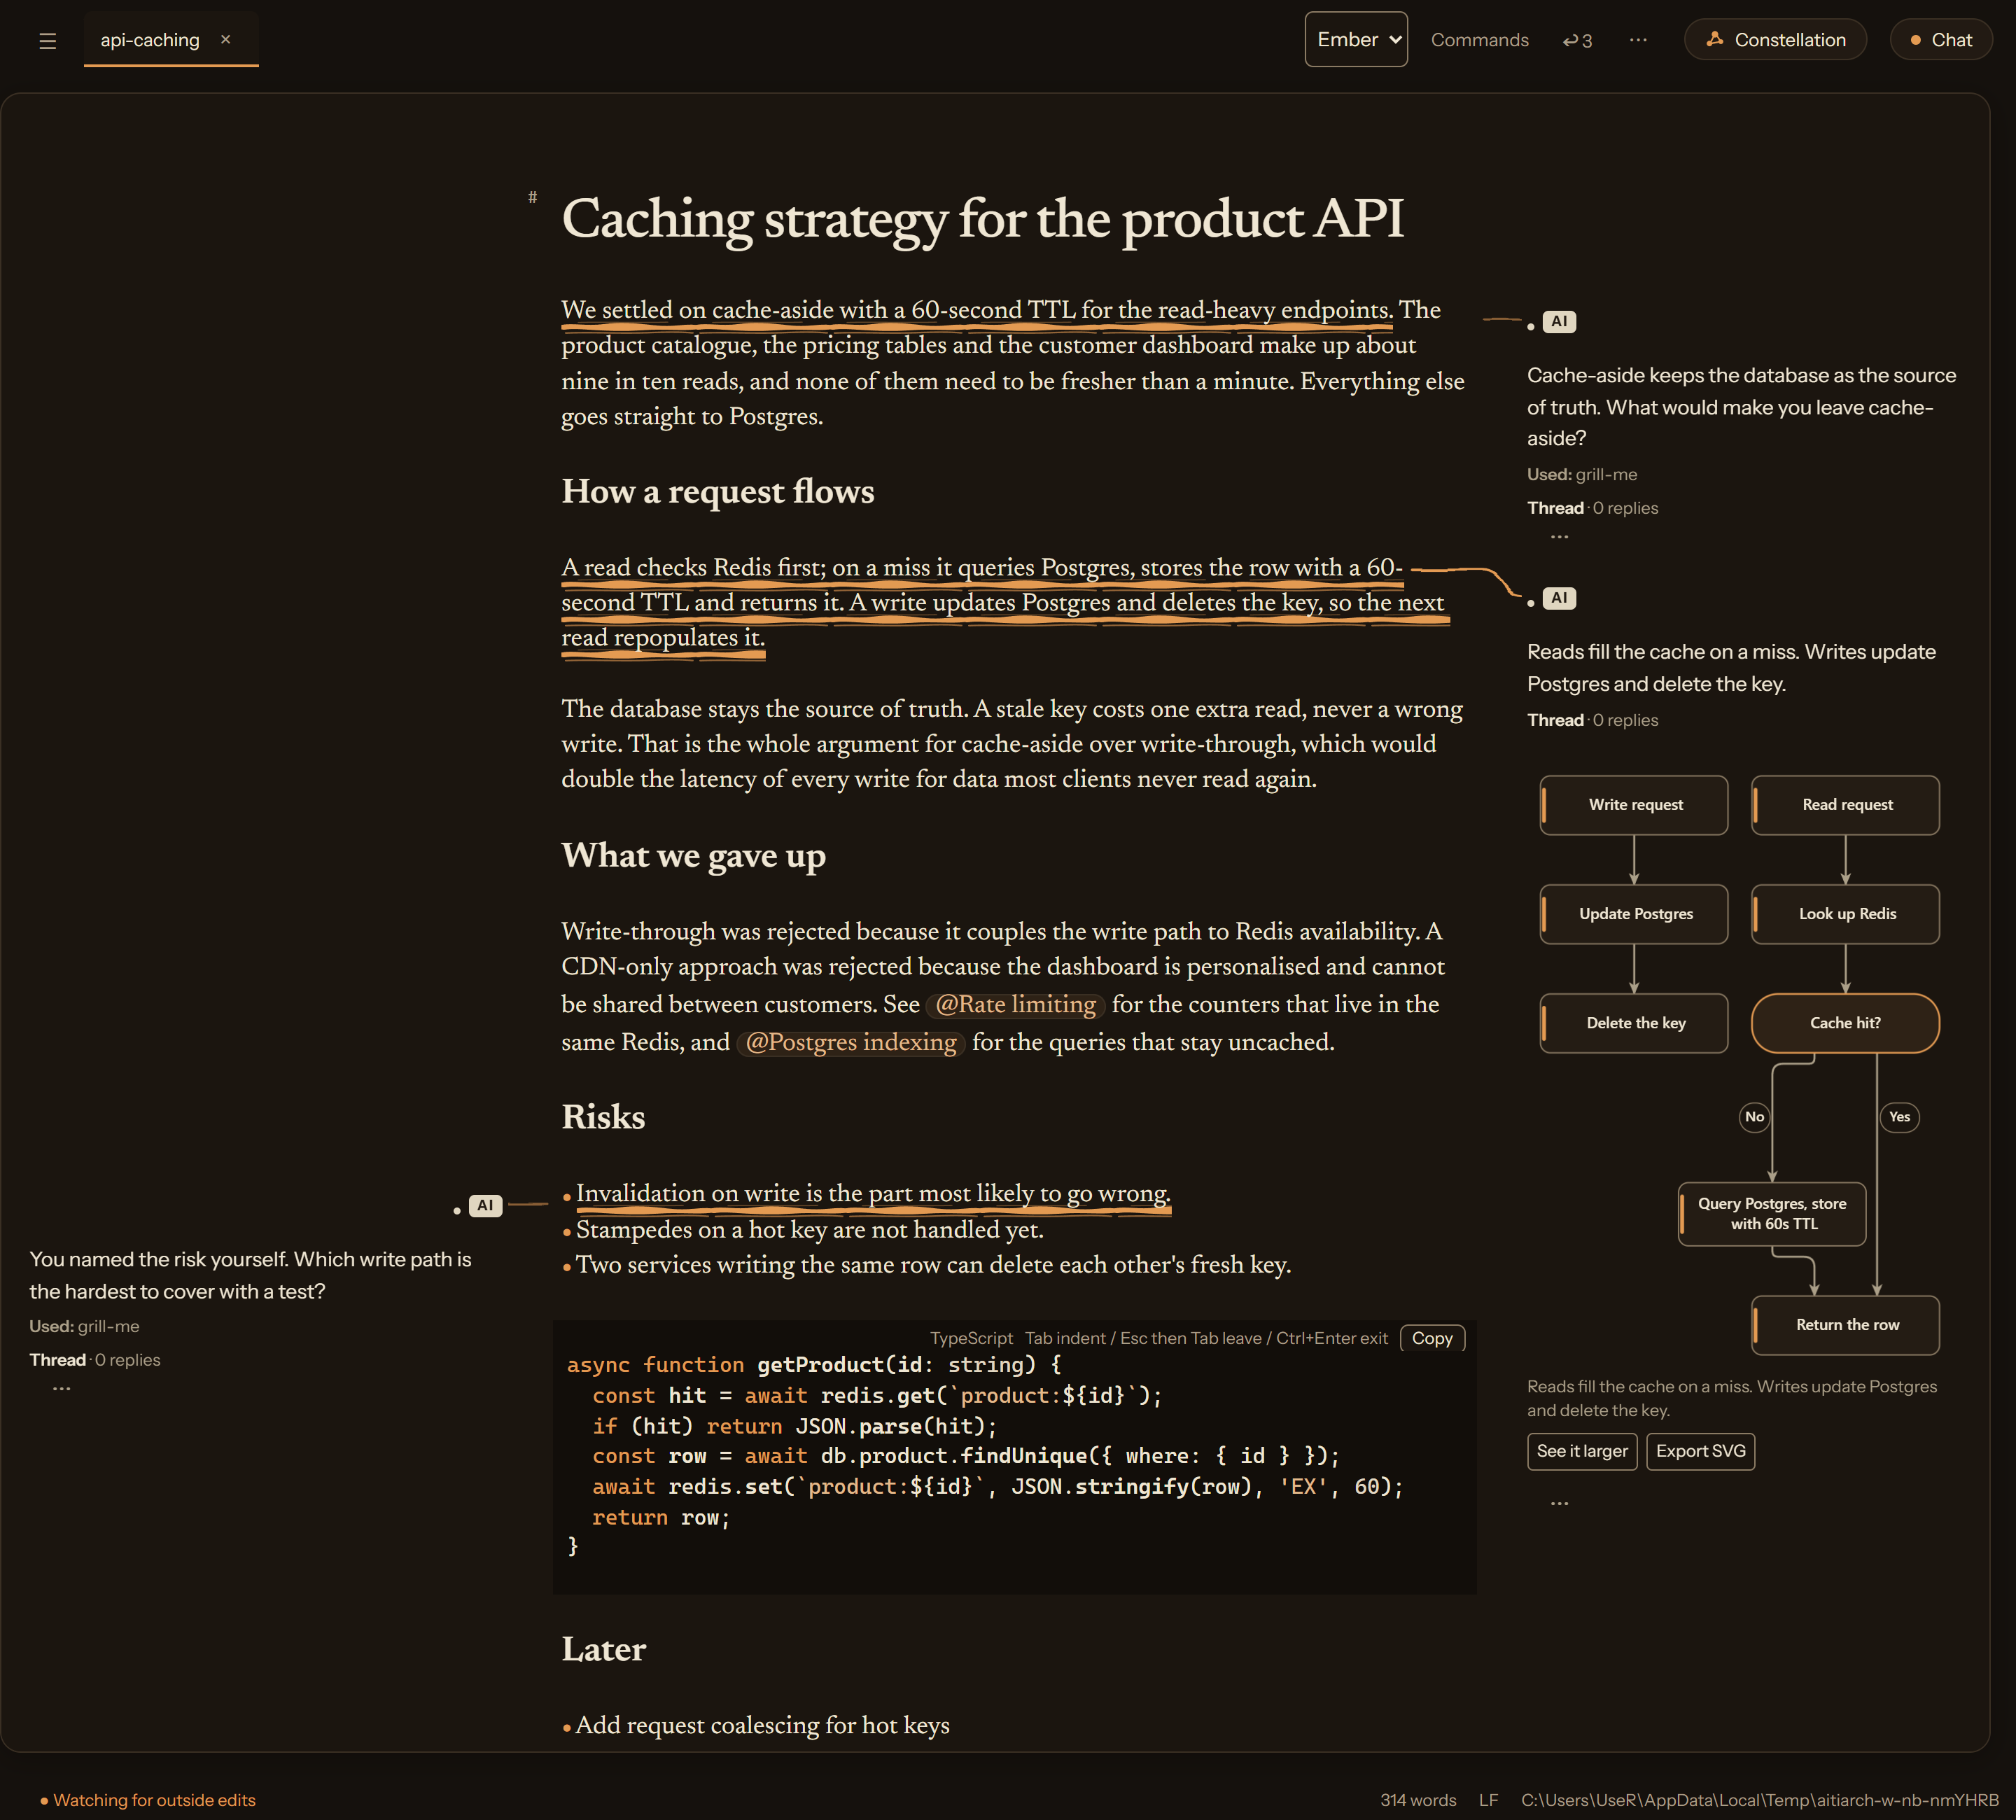 api-caching ×
Ember
Commands
3
Constellation
Chat
#
Caching strategy for the product API
We settled on cache-aside with a 60-second TTL for the read-heavy endpoints. The
product catalogue, the pricing tables and the customer dashboard make up about
nine in ten reads, and none of them need to be fresher than a minute. Everything else
goes straight to Postgres.
How a request flows
A read checks Redis first; on a miss it queries Postgres, stores the row with a 60-
second TTL and returns it. A write updates Postgres and deletes the key, so the next
read repopulates it.
The database stays the source of truth. A stale key costs one extra read, never a wrong
write. That is the whole argument for cache-aside over write-through, which would
double the latency of every write for data most clients never read again.
What we gave up
Write-through was rejected because it couples the write path to Redis availability. A
CDN-only approach was rejected because the dashboard is personalised and cannot
be shared between customers. See @Rate limiting for the counters that live in the
same Redis, and @Postgres indexing for the queries that stay uncached.
Risks
• Invalidation on write is the part most likely to go wrong.
• Stampedes on a hot key are not handled yet.
• Two services writing the same row can delete each other's fresh key.
TypeScript Tab indent / Esc then Tab leave / Ctrl+Enter exit Copy
async function getProduct(id: string) {
  const hit = await redis.get(`product:${id}`);
  if (hit) return JSON.parse(hit);
  const row = await db.product.findUnique({ where: { id } });
  await redis.set(`product:${id}`, JSON.stringify(row), 'EX', 60);
  return row;
}
Later
• Add request coalescing for hot keys
AI
You named the risk yourself. Which write path is
the hardest to cover with a test?
Used: grill-me
Thread · 0 replies
...
AI
Cache-aside keeps the database as the source
of truth. What would make you leave cache-
aside?
Used: grill-me
Thread · 0 replies
...
AI
Reads fill the cache on a miss. Writes update
Postgres and delete the key.
Thread · 0 replies
Write request
Read request
Update Postgres
Look up Redis
Delete the key
Cache hit?
No
Yes
Query Postgres, store
with 60s TTL
Return the row
Reads fill the cache on a miss. Writes update Postgres
and delete the key.
See it larger
Export SVG
...
• Watching for outside edits
314 words
LF
C:\Users\UseR\AppData\Local\Temp\aitiarch-w-nb-nmYHRB